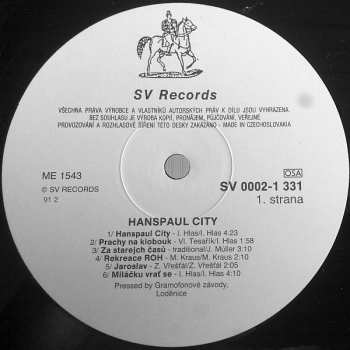 SV Records
VŠECHNA PRÁVA VÝROBCE A VLASTNÍKŮ AUTORSKÝCH PRÁV K DÍLU JSOU VYHRAZENA.
BEZ SOUHLASU JE VÝROBA KOPIÍ, PRONÁJEM, PŮJČOVÁNÍ, VEŘEJNÉ
PROVOZOVÁNÍ A ROZHLASOVÉ ŠÍŘENÍ TÉTO DESKY ZAKÁZÁNO - MADE IN CZECHOSLOVAKIA
ME 1543
OSA
SV 0002-1 331
© SV RECORDS
1. strana
91 2
HANSPAUL CITY
1/ Hanspaul City - I. Hlas/I. Hlas 4:23
2/ Prachy na klobouk - Vl. Tesařík/I. Hlas 1:58
3/ Za starejch časů - traditional/J. Müller 3:10
4/ Rekreace ROH - M. Kraus/M. Kraus 2:10
5/ Jaroslav - Z. Vřešťál/Z. Vřešťál 2:05
6/ Miláčku vrať se - I. Hlas/I. Hlas 4:10
Pressed by Gramofonové závody,
Loděnice